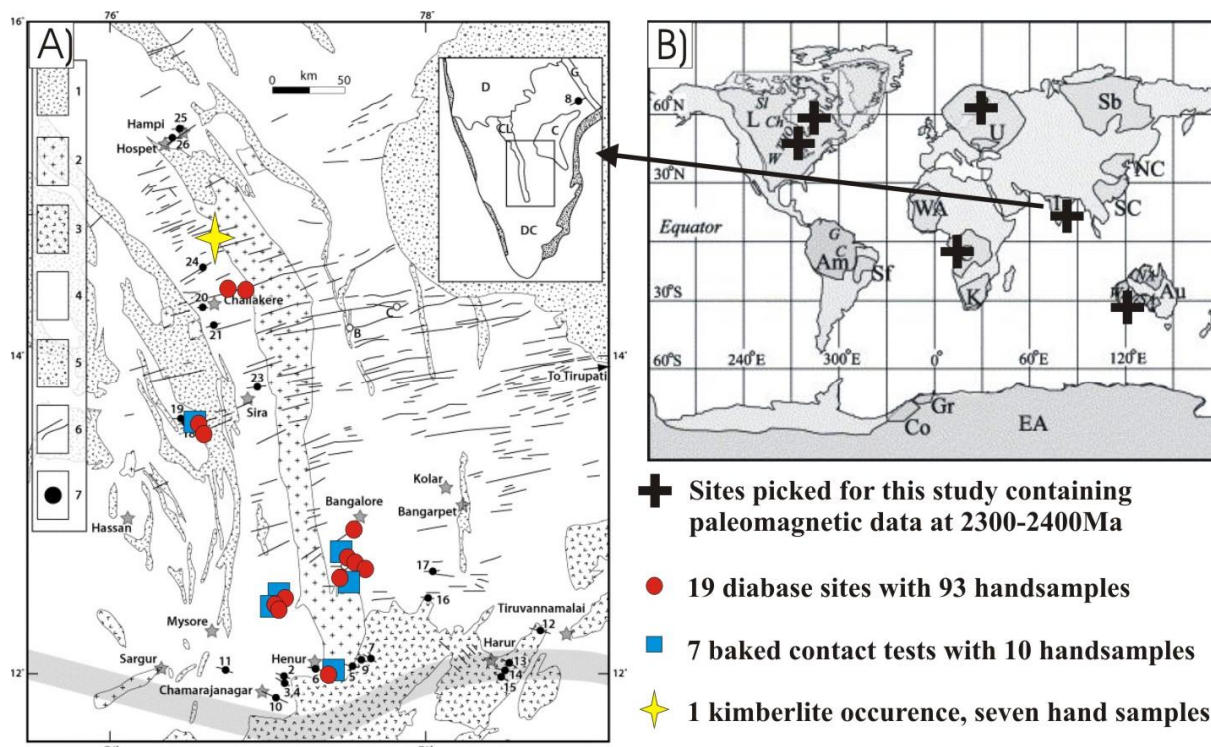 A)
16°
76°
78°
km
0
50
1
2
3
4
5
6
7
D
G
8
CL
C
DC
25
Hampi
26
Hospet
24
20
Challakere
21
C
B
14°
To Tirupati
23
Sira
19
18
Kolar
Bangalore
Bangarpet
Hassan
17
16
Tiruvannamalai
Mysore
12
Harur
Sargur
11
Henur
7
2
6
5
9
13
14
15
12°
3,4
Chamarajanagar
10
B)
60 N
Sl
L
Ch
W
U
Sb
30 N
NC
WA
I
SC
Equator
G
C
Am
Sf
30 S
K
Au
60 S
240 E
300 E
0
60 E
120 E
Gr
Co
EA
Sites picked for this study containing
paleomagnetic data at 2300-2400Ma
19 diabase sites with 93 handsamples
7 baked contact tests with 10 handsamples
1 kimberlite occurence, seven hand samples